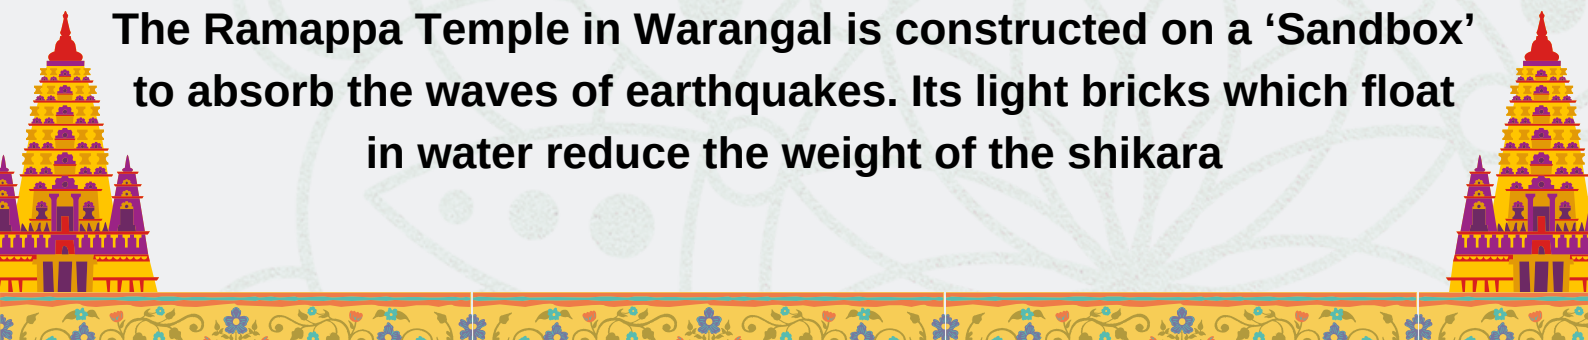 The Ramappa Temple in Warangal is constructed on a ‘Sandbox’
to absorb the waves of earthquakes. Its light bricks which float
in water reduce the weight of the shikara